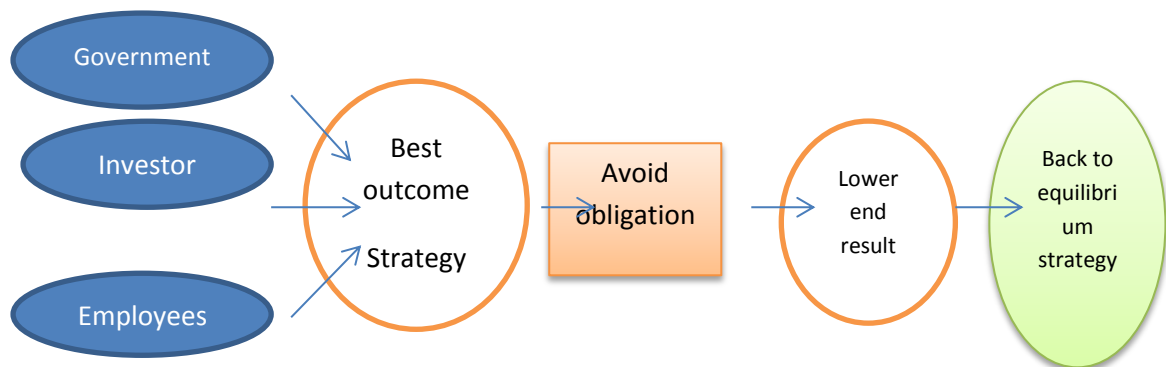 Government
Investor
Employees
Best
outcome
Strategy
Avoid
obligation
Lower
end
result
Back to
equilibri
um
strategy